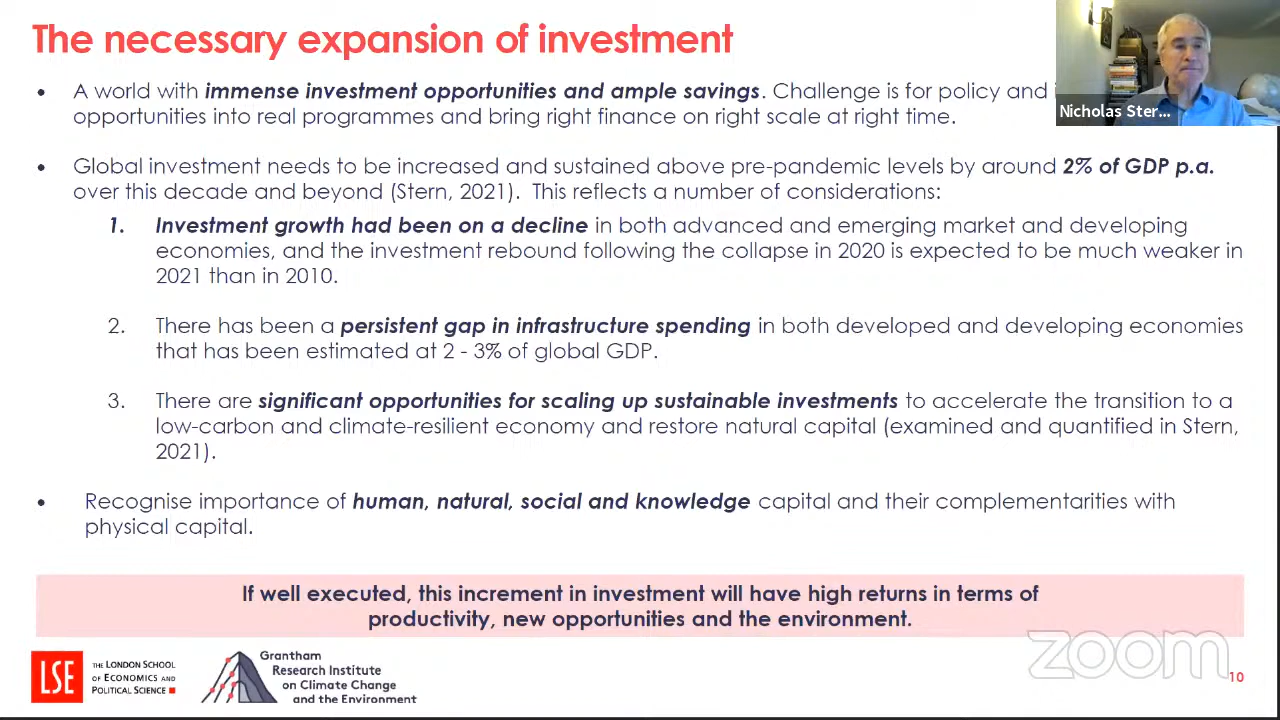 The necessary expansion of investment
• A world with immense investment opportunities and ample savings. Challenge is for policy and
opportunities into real programmes and bring right finance on right scale at right time.
Nicholas Ster...
• Global investment needs to be increased and sustained above pre-pandemic levels by around 2% of GDP p.a.
over this decade and beyond (Stern, 2021). This reflects a number of considerations:
1. Investment growth had been on a decline in both advanced and emerging market and developing
economies, and the investment rebound following the collapse in 2020 is expected to be much weaker in
2021 than in 2010.
2. There has been a persistent gap in infrastructure spending in both developed and developing economies
that has been estimated at 2 - 3% of global GDP.
3. There are significant opportunities for scaling up sustainable investments to accelerate the transition to a
low-carbon and climate-resilient economy and restore natural capital (examined and quantified in Stern,
2021).
• Recognise importance of human, natural, social and knowledge capital and their complementarities with
physical capital.
If well executed, this increment in investment will have high returns in terms of
productivity, new opportunities and the environment.
LSE
THE LONDON SCHOOL
OF ECONOMICS AND
POLITICAL SCIENCE
Grantham
Research Institute
on Climate Change
and the Environment
zoom
10